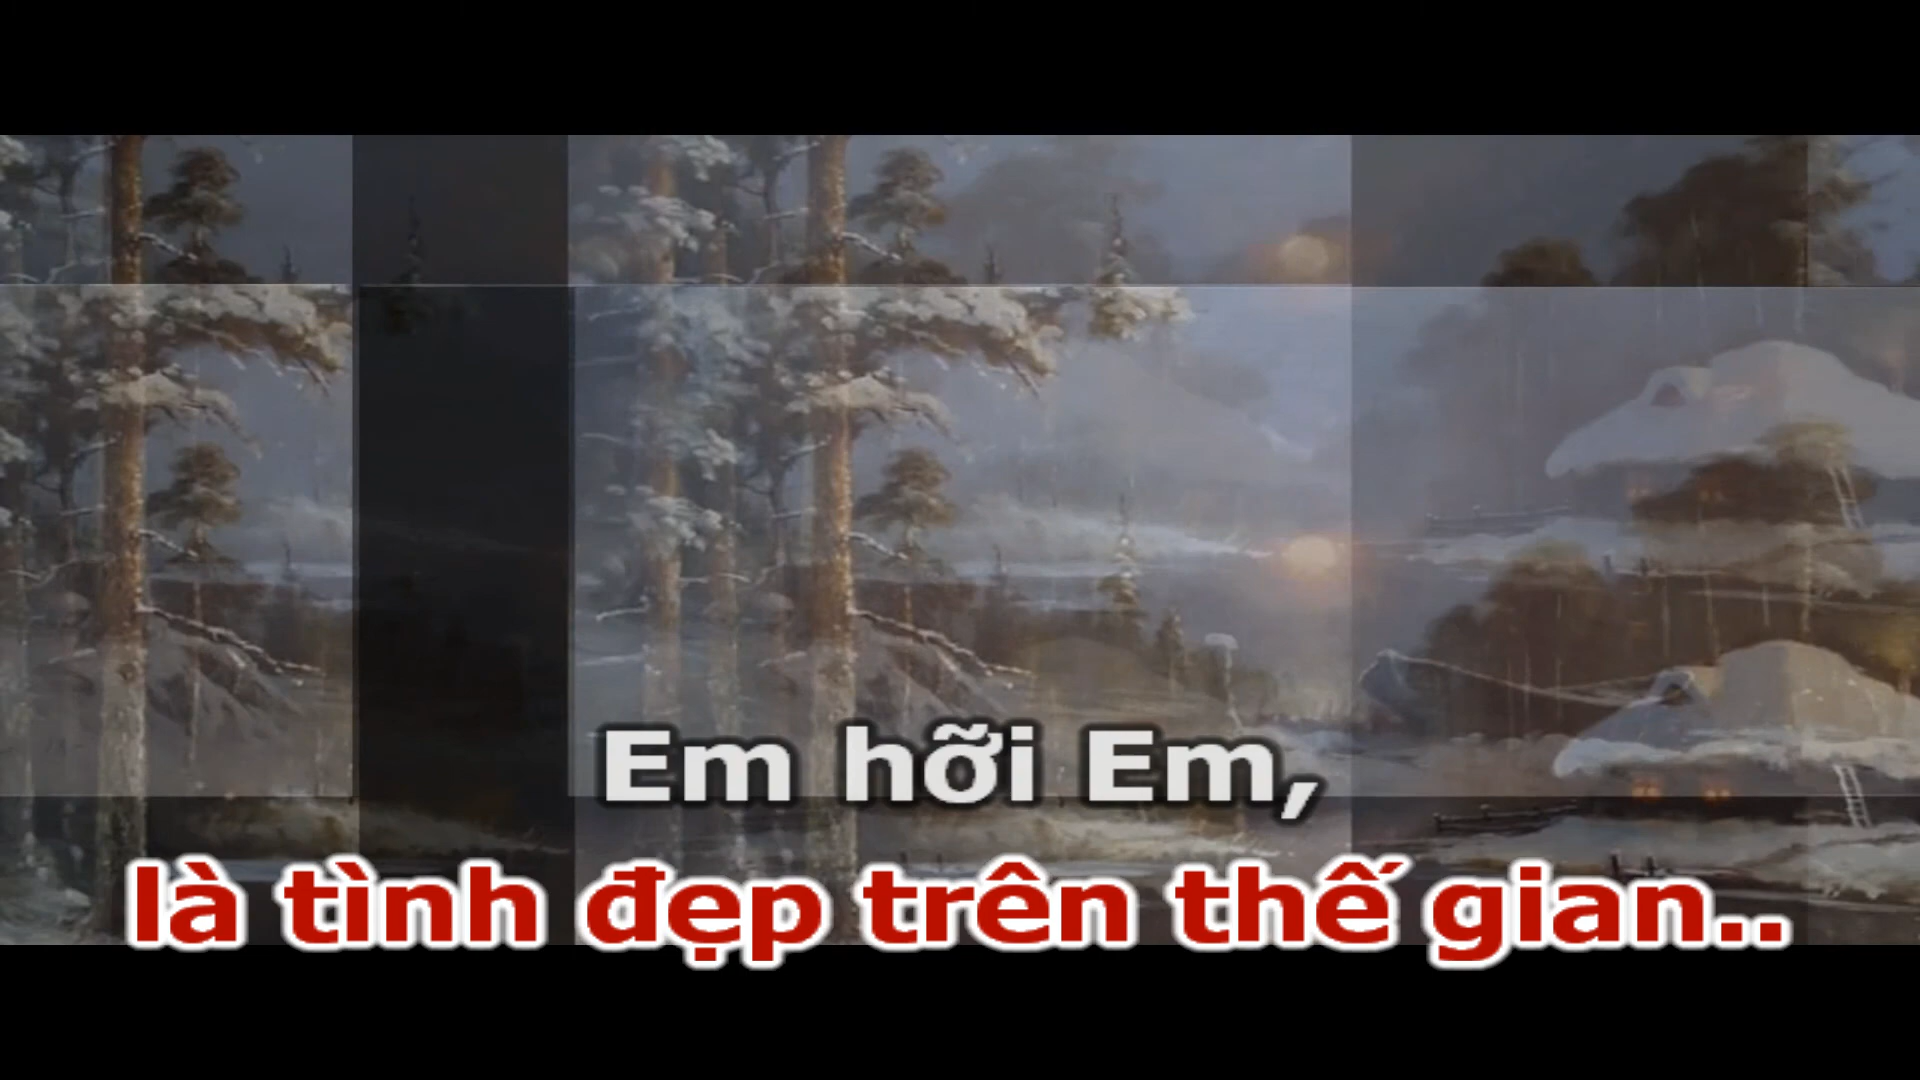 Em hỡi Em,
là tình đẹp trên thế gian..